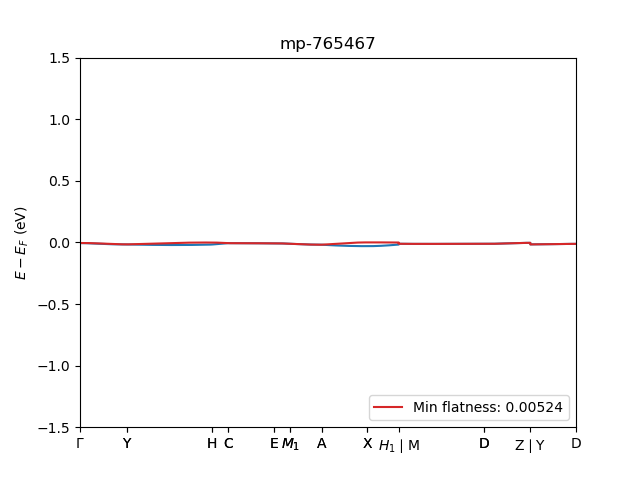 mp-765467
1.5
1.0
0.5
0.0
−0.5
−1.0
−1.5
E − E_F (eV)
Min flatness: 0.00524
Γ Y H C E M₁ A X H₁ | M D Z | Y D